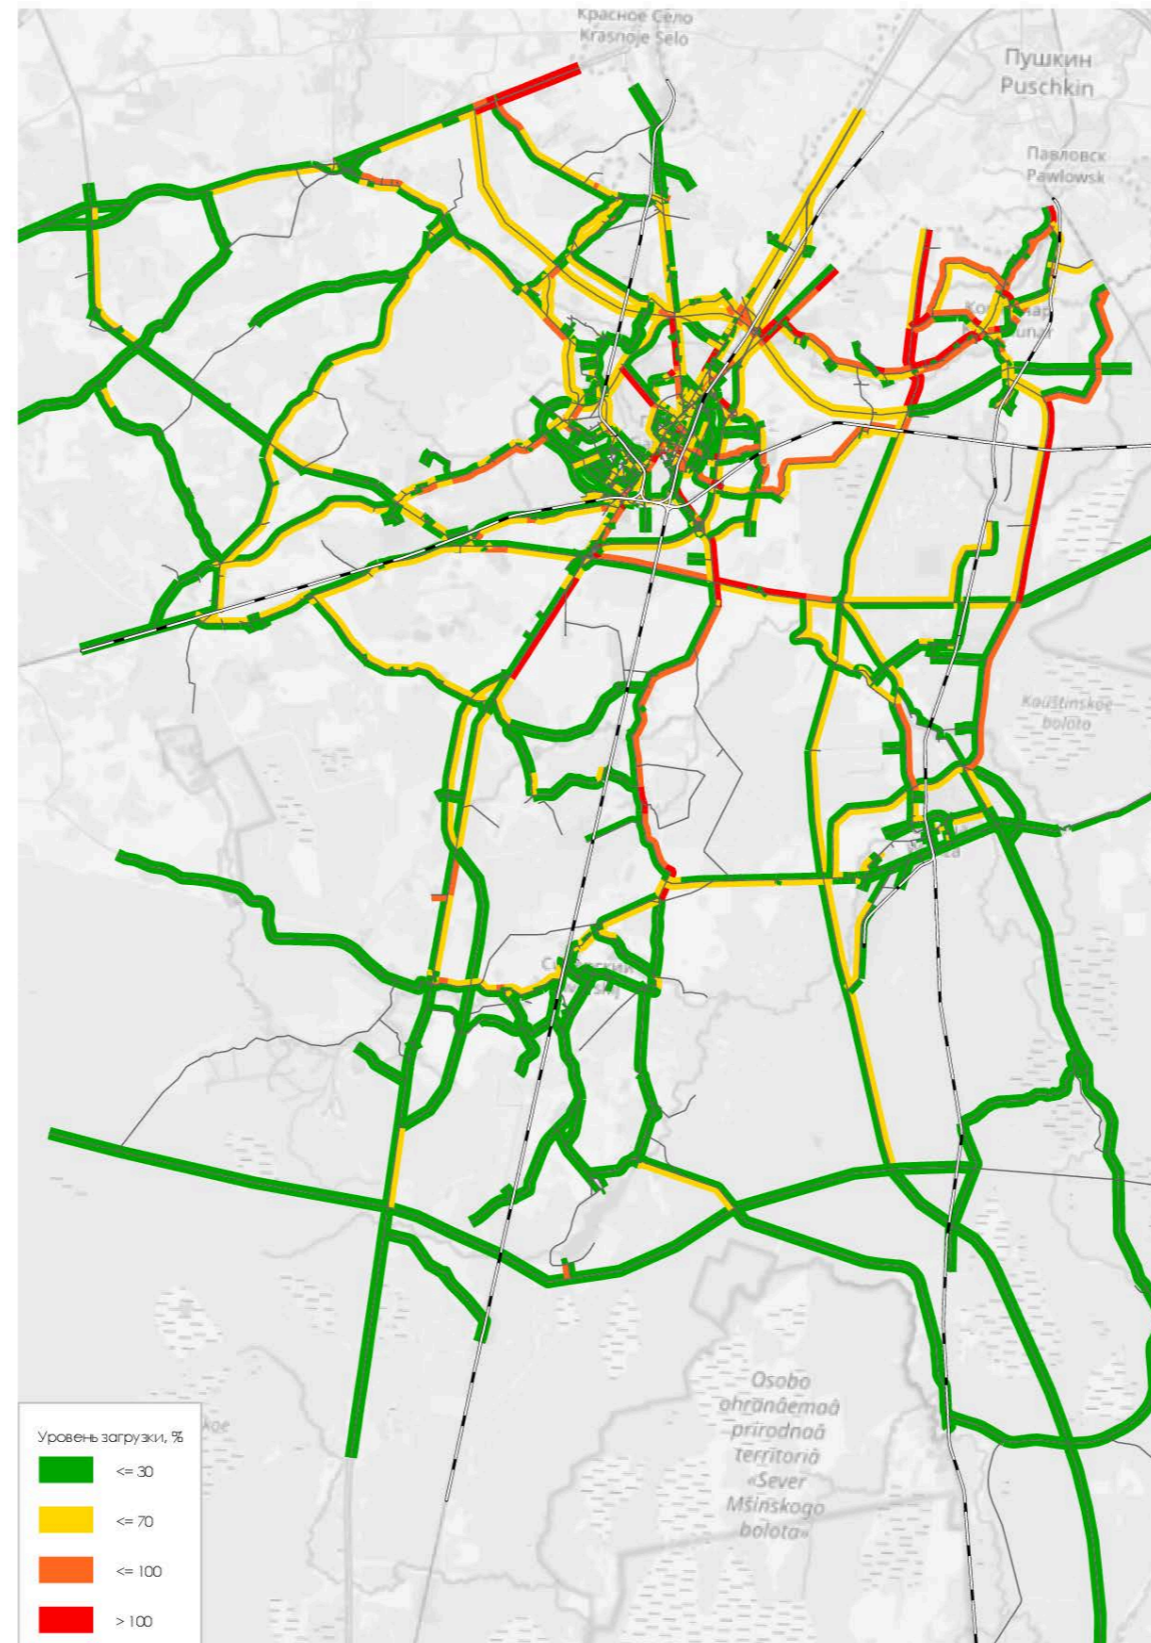 Красное Село
Krasnoje Selo
Пушкин
Puschkin
Павловск
Pawlowsk
Kauštinskoe
boloto
Osobo
ohranâemaâ
prirodnaâ
territoriâ
«Sever
Mšinskogo
bolota»
Уровень загрузки, %
<= 30
<= 70
<= 100
> 100